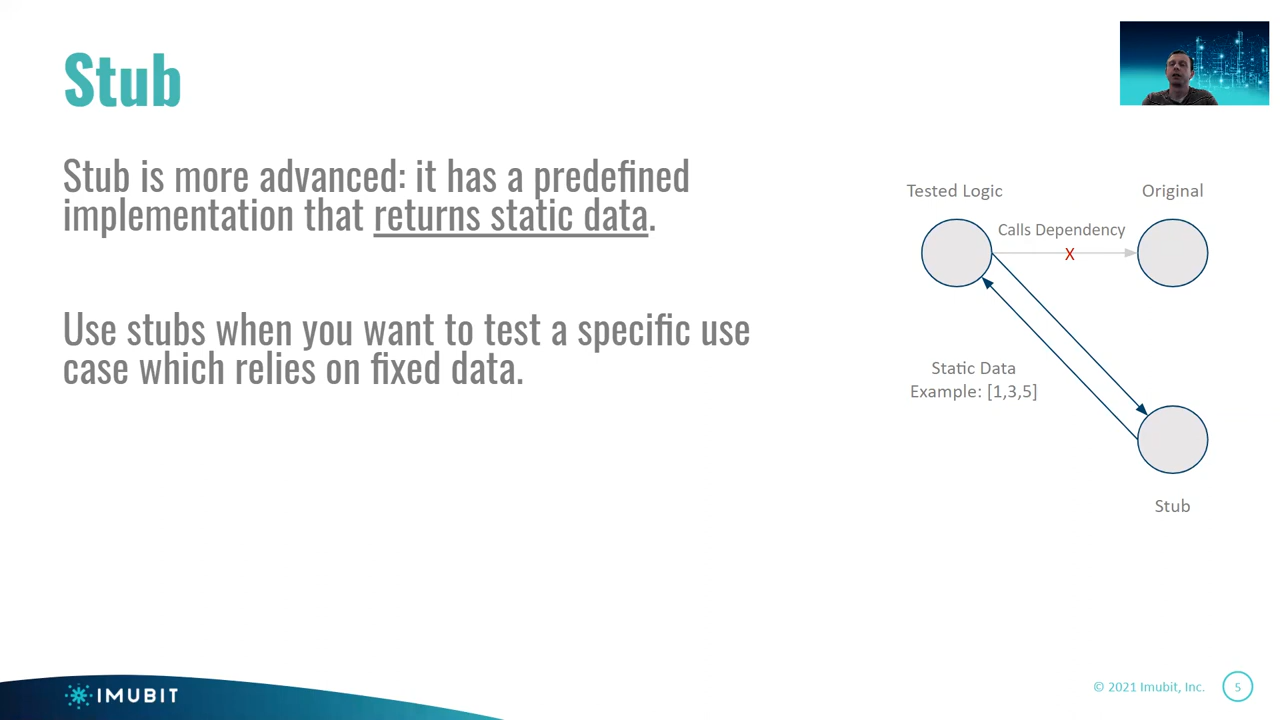 Stub
Stub is more advanced: it has a predefined
implementation that returns static data.
Use stubs when you want to test a specific use
case which relies on fixed data.
Tested Logic
Original
Calls Dependency
X
Static Data
Example: [1,3,5]
Stub
IMUBIT
© 2021 Imubit, Inc.
5